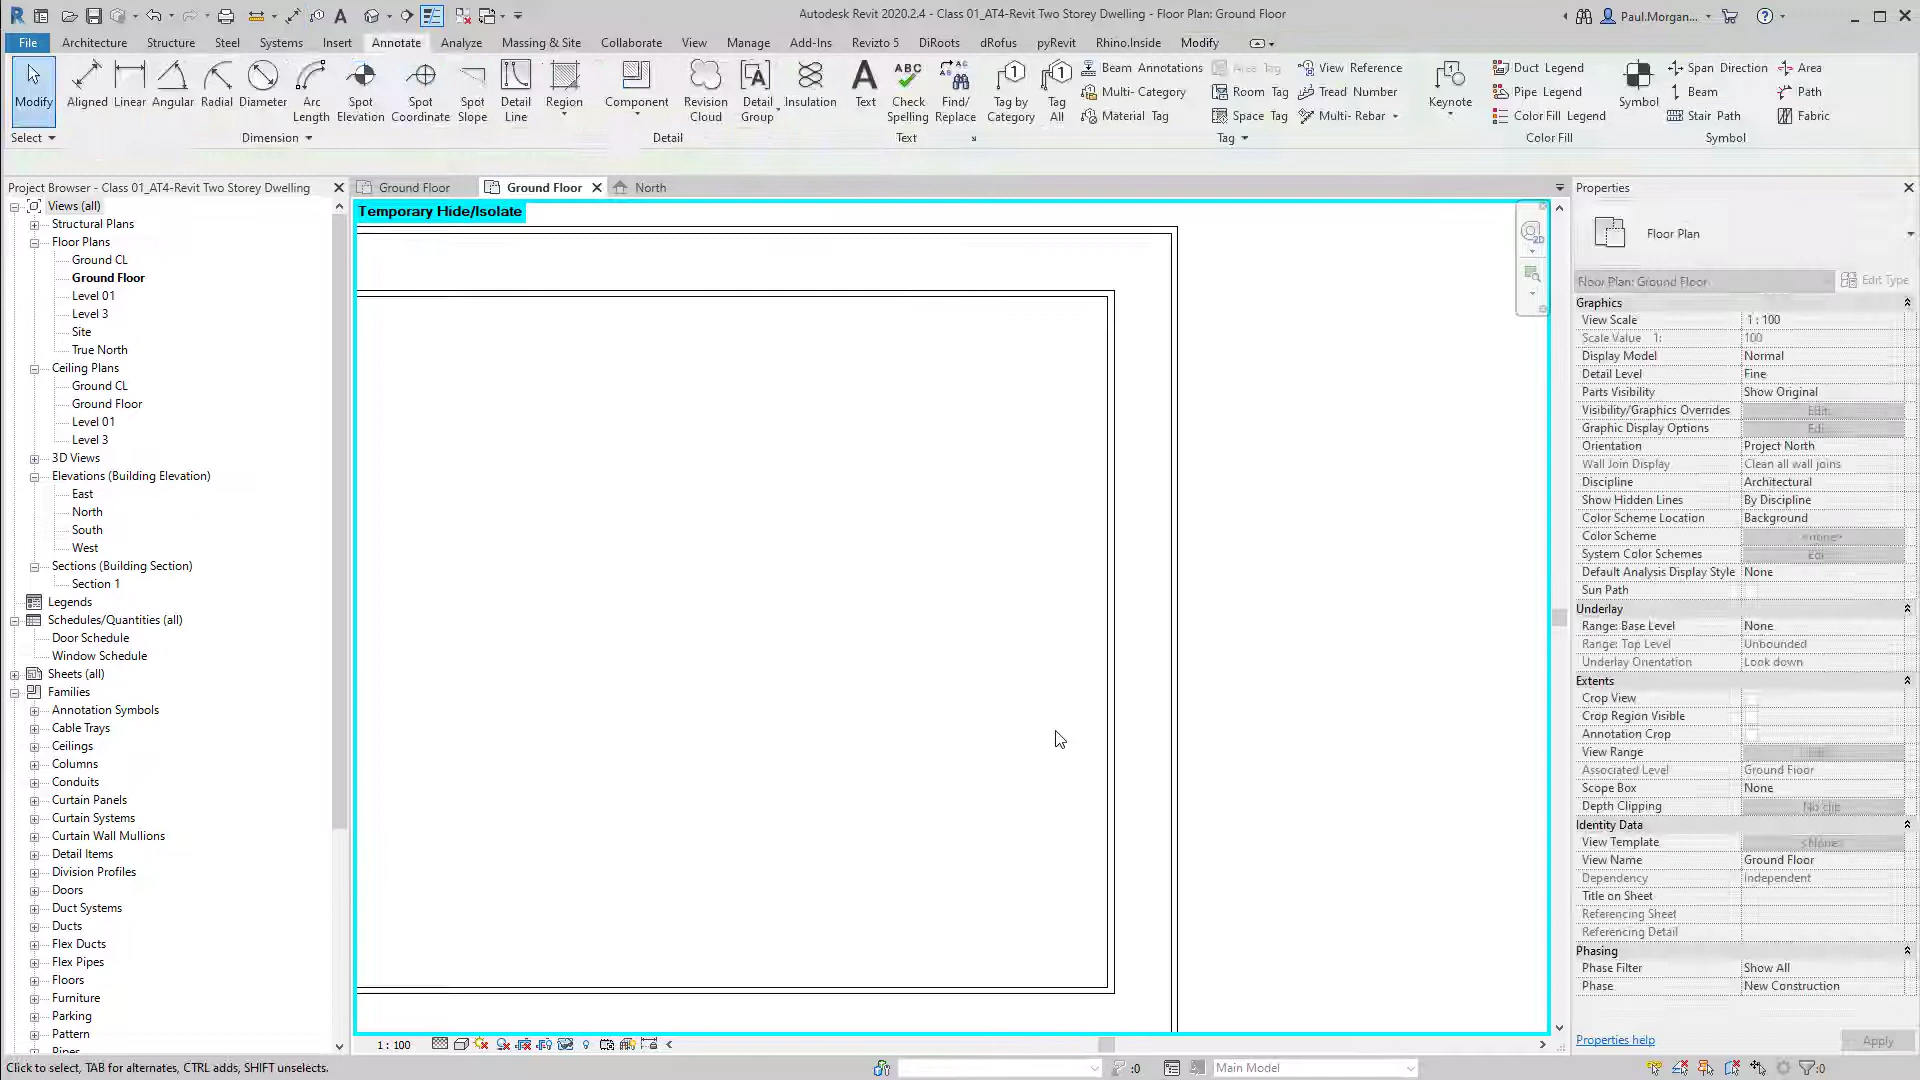 Autodesk Revit 2020.2.4 - Class 01_AT4-Revit Two Storey Dwelling - Floor Plan: Ground Floor
Paul.Morgan...
File Architecture Structure Steel Systems Insert Annotate Analyze Massing & Site Collaborate View Manage Add-Ins Revizto 5 DiRoots dRofus pyRevit Rhino.Inside Modify
Modify Aligned Linear Angular Radial Diameter Arc Length Spot Elevation Spot Coordinate Spot Slope Detail Line Region Component Revision Cloud Detail Group Insulation Text Check Spelling Find/ Replace Tag by Category Tag All
Beam Annotations Area Tag View Reference
Multi- Category Room Tag Tread Number
Material Tag Space Tag Multi- Rebar
Keynote
Duct Legend
Pipe Legend
Color Fill Legend
Symbol
Span Direction Area
Beam Path
Stair Path Fabric
Select Dimension Detail Text Tag Color Fill Symbol
Project Browser - Class 01_AT4-Revit Two Storey Dwelling
Views (all)
Structural Plans
Floor Plans
Ground CL
Ground Floor
Level 01
Level 3
Site
True North
Ceiling Plans
Ground CL
Ground Floor
Level 01
Level 3
3D Views
Elevations (Building Elevation)
East
North
South
West
Sections (Building Section)
Section 1
Legends
Schedules/Quantities (all)
Door Schedule
Window Schedule
Sheets (all)
Families
Annotation Symbols
Cable Trays
Ceilings
Columns
Conduits
Curtain Panels
Curtain Systems
Curtain Wall Mullions
Detail Items
Division Profiles
Doors
Duct Systems
Ducts
Flex Ducts
Flex Pipes
Floors
Furniture
Parking
Pattern
Pipes
Ground Floor Ground Floor North
Temporary Hide/Isolate
2D
1 : 100
Properties
Floor Plan
Floor Plan: Ground Floor Edit Type
Graphics
View Scale 1 : 100
Scale Value 1: 100
Display Model Normal
Detail Level Fine
Parts Visibility Show Original
Visibility/Graphics Overrides
Graphic Display Options
Orientation Project North
Wall Join Display Clean all wall joins
Discipline Architectural
Show Hidden Lines By Discipline
Color Scheme Location Background
Color Scheme <none>
System Color Schemes
Default Analysis Display Style None
Sun Path
Underlay
Range: Base Level None
Range: Top Level Unbounded
Underlay Orientation Look down
Extents
Crop View
Crop Region Visible
Annotation Crop
View Range
Associated Level Ground Floor
Scope Box None
Depth Clipping No clip
Identity Data
View Template <None>
View Name Ground Floor
Dependency Independent
Title on Sheet
Referencing Sheet
Referencing Detail
Phasing
Phase Filter Show All
Phase New Construction
Properties help Apply
Click to select, TAB for alternates, CTRL adds, SHIFT unselects. :0 Main Model :0